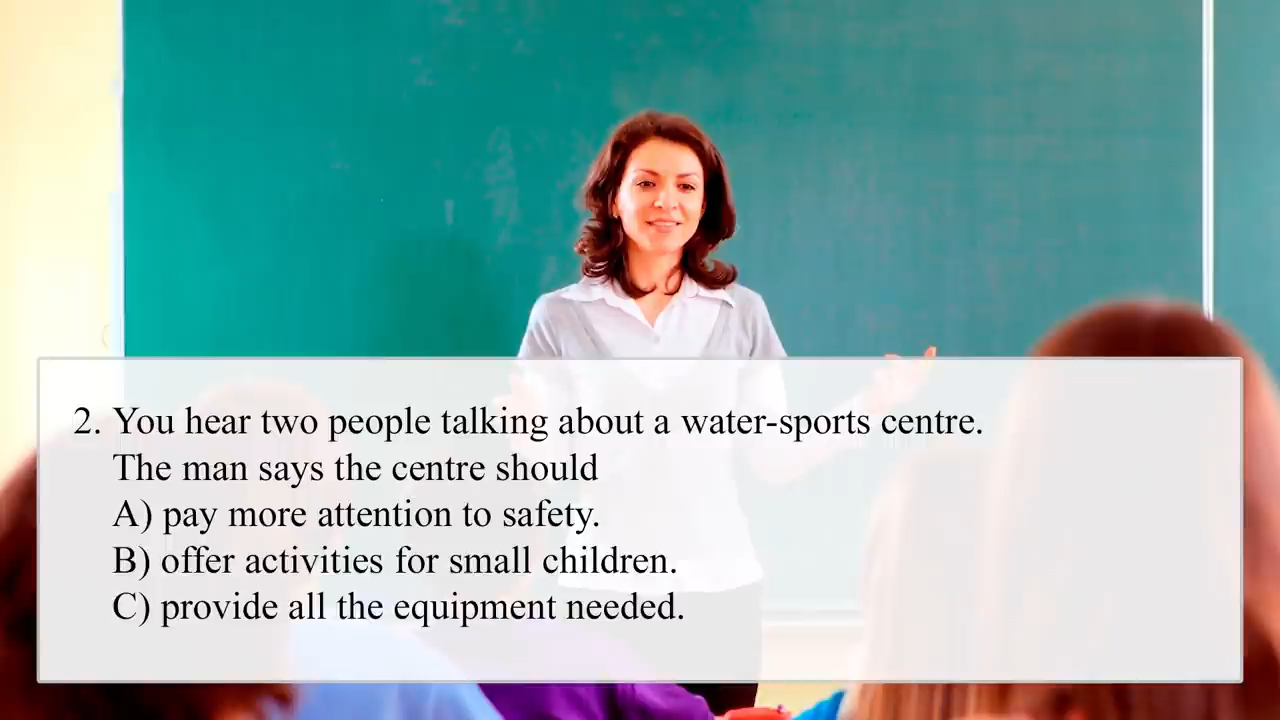 2. You hear two people talking about a water-sports centre.
The man says the centre should
A) pay more attention to safety.
B) offer activities for small children.
C) provide all the equipment needed.